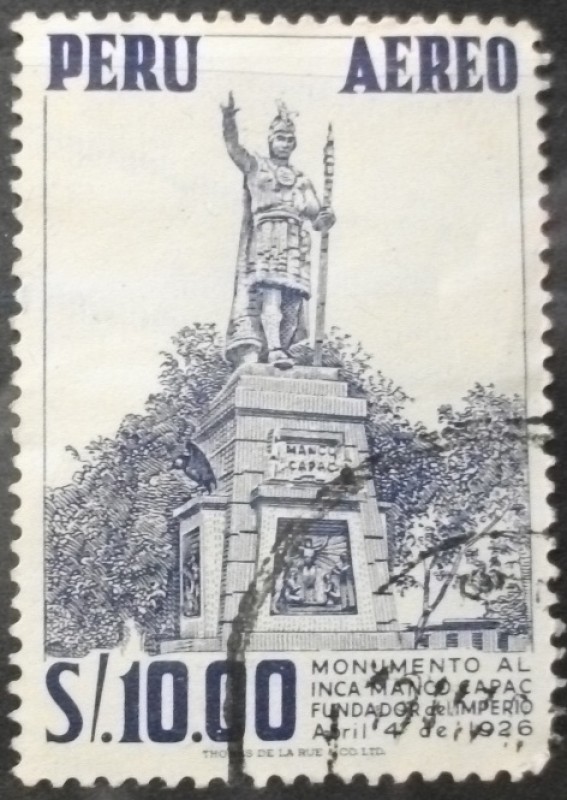 PERU AEREO
MANCO
CAPAC
S/.10.00
MONUMENTO AL
INCA MANCO CAPAC
FUNDADOR del IMPERIO
Abril 4 de 1926
THOMAS DE LA RUE & CO. LTD.